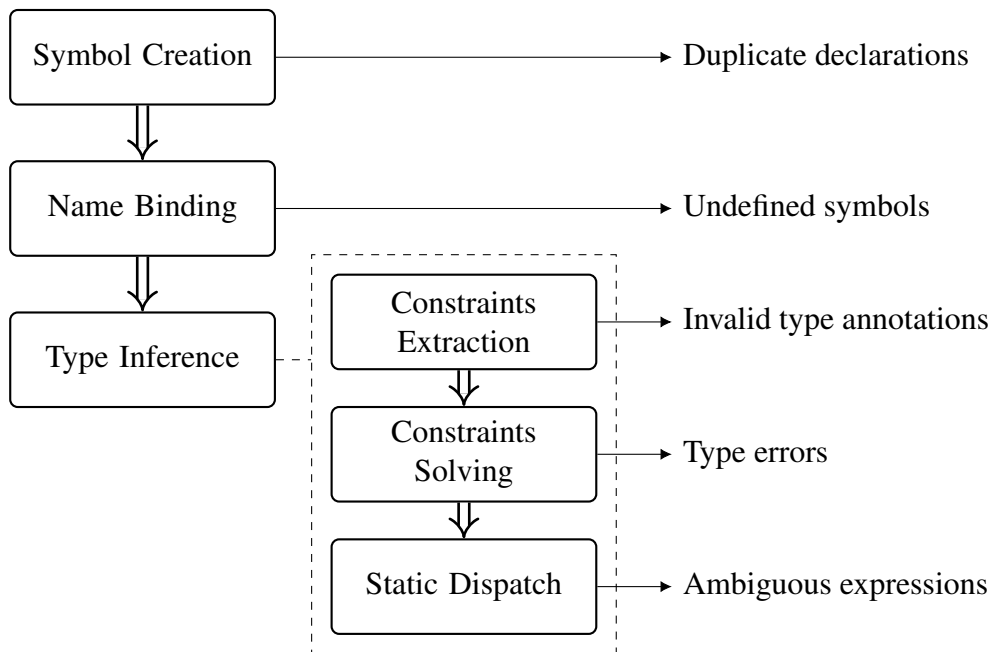 Symbol Creation
Duplicate declarations
Name Binding
Undefined symbols
Type Inference
Constraints
Extraction
Invalid type annotations
Constraints
Solving
Type errors
Static Dispatch
Ambiguous expressions